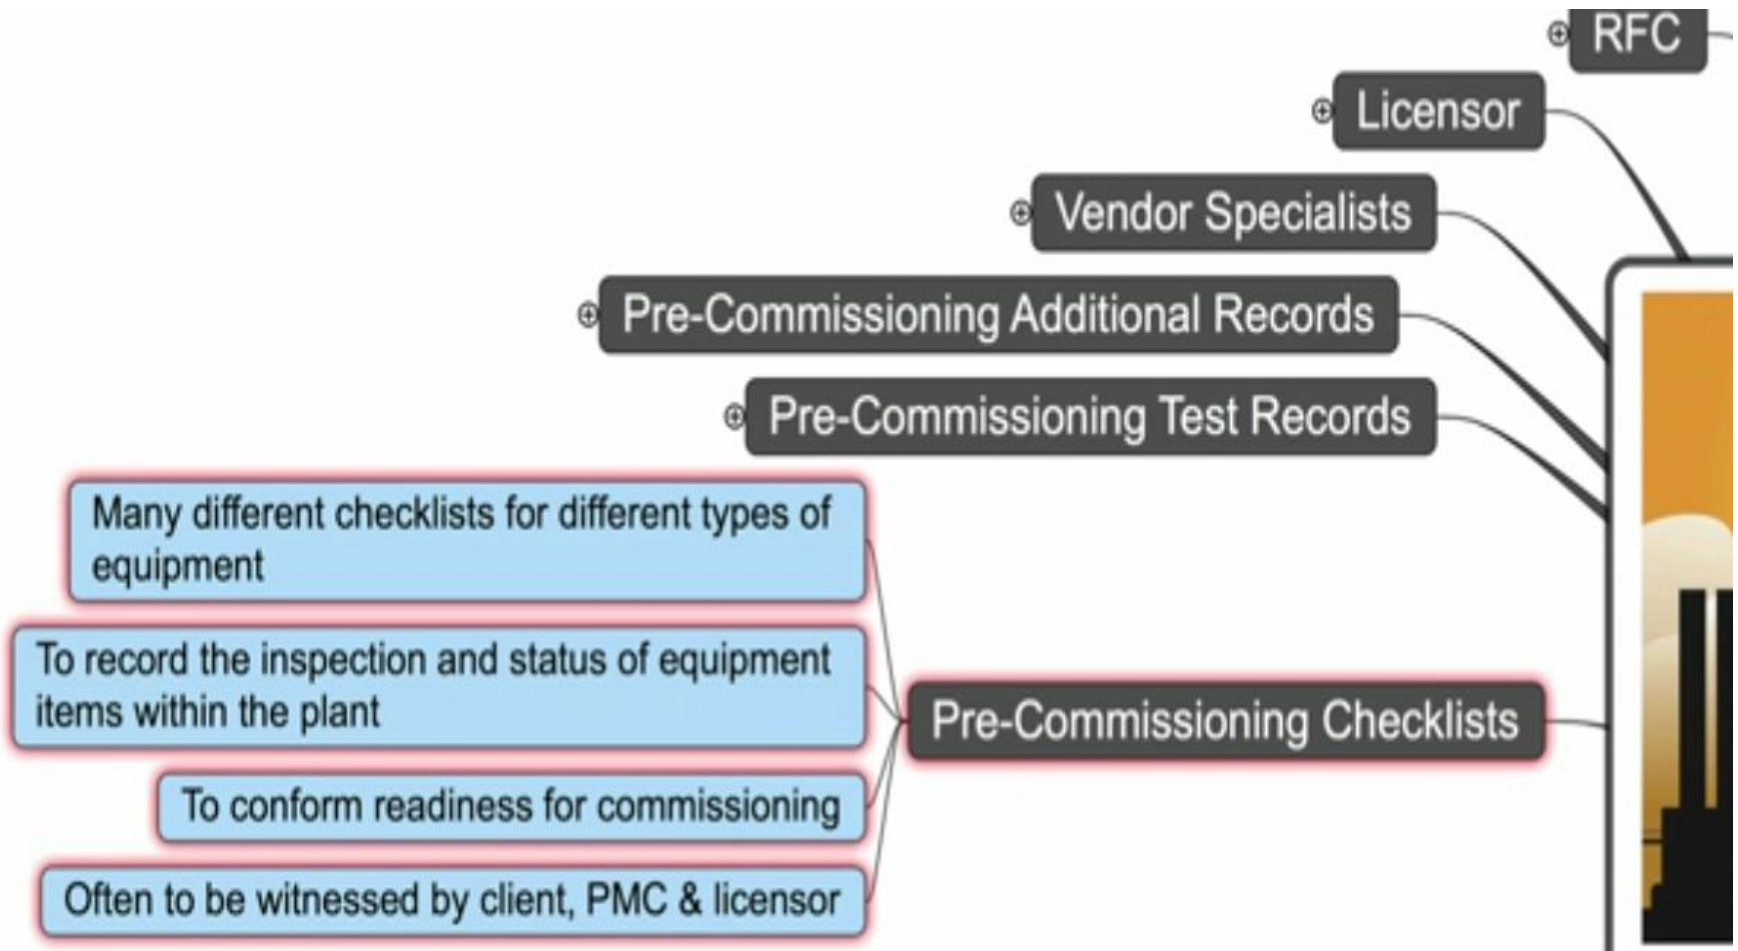 RFC
Licensor
Vendor Specialists
Pre-Commissioning Additional Records
Pre-Commissioning Test Records
Many different checklists for different types of
equipment
To record the inspection and status of equipment
items within the plant
To conform readiness for commissioning
Often to be witnessed by client, PMC & licensor
Pre-Commissioning Checklists